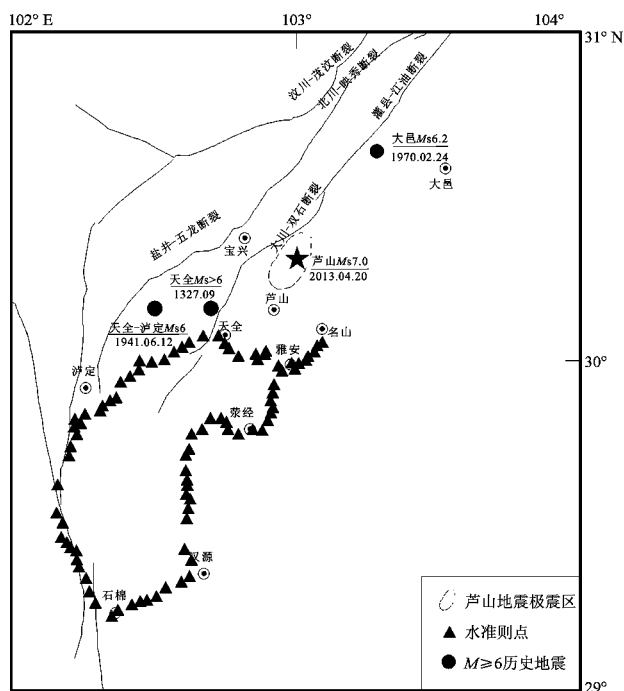 102° E
103°
104°
31° N
汶川-茂汶断裂
北川-映秀断裂
灌县-江油断裂
大邑Ms6.2
1970.02.24
大邑
大川-双石断裂
盐井-五龙断裂
宝兴
天全Ms>6
1327.09
芦山Ms7.0
2013.04.20
芦山
天全-泸定Ms6
1941.06.12
天全
名山
雅安
30°
泸定
荥经
汉源
石棉
芦山地震极震区
水准则点
M≥6历史地震
29°